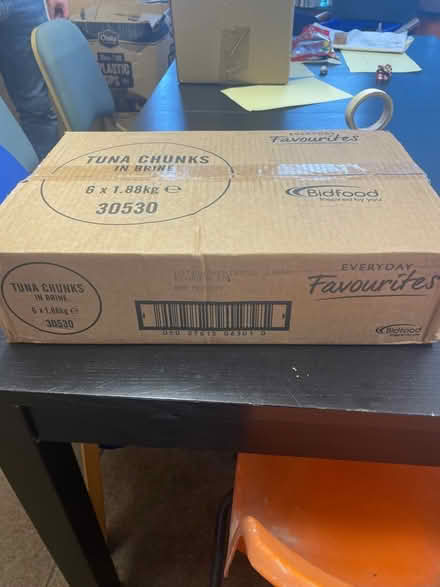 PLASTIC
TUNA CHUNKS
IN BRINE
6 x 1.88kg ℮
30530
EVERYDAY
Favourites
Bidfood
Inspired by you
TUNA CHUNKS
IN BRINE
6 x 1.88kg ℮
30530
EVERYDAY
Favourites
Bidfood